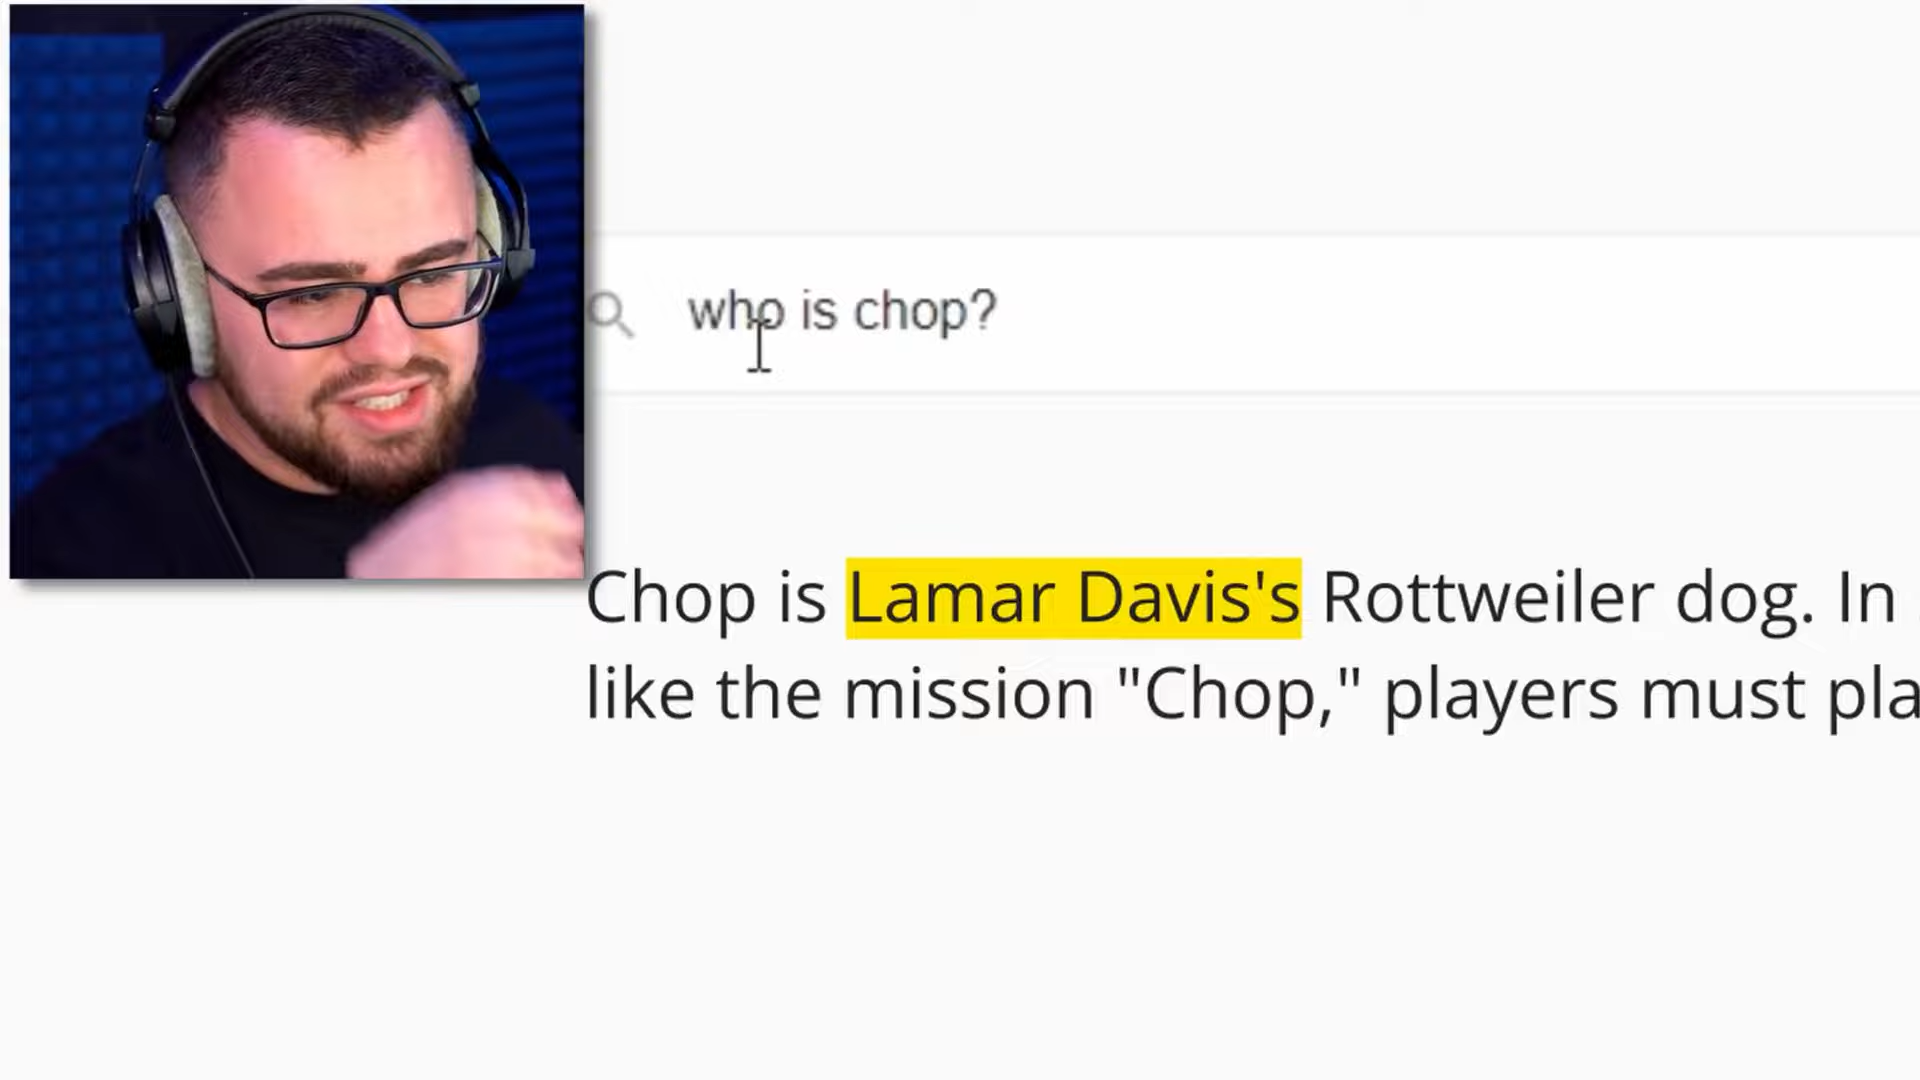 who is chop?
Chop is Lamar Davis's Rottweiler dog. In
like the mission "Chop," players must pla